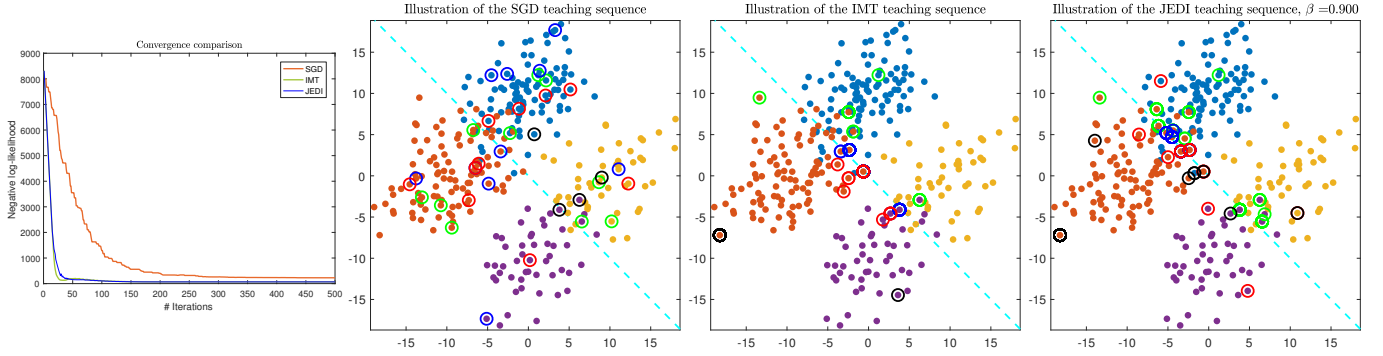 Convergence comparison
9000
8000
7000
6000
5000
4000
3000
2000
1000
0
Negative log-likelihood
SGD
IMT
JEDI
0 50 100 150 200 250 300 350 400 450 500
# Iterations
Illustration of the SGD teaching sequence
15
10
5
0
-5
-10
-15
-15 -10 -5 0 5 10 15
Illustration of the IMT teaching sequence
15
10
5
0
-5
-10
-15
-15 -10 -5 0 5 10 15
Illustration of the JEDI teaching sequence, β =0.900
15
10
5
0
-5
-10
-15
-15 -10 -5 0 5 10 15